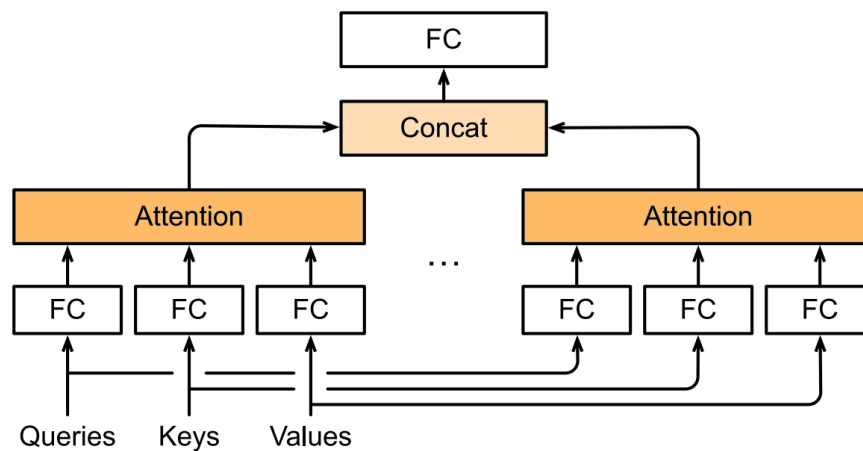 FC
Concat
Attention
Attention
...
FC
FC
FC
FC
FC
FC
Queries
Keys
Values